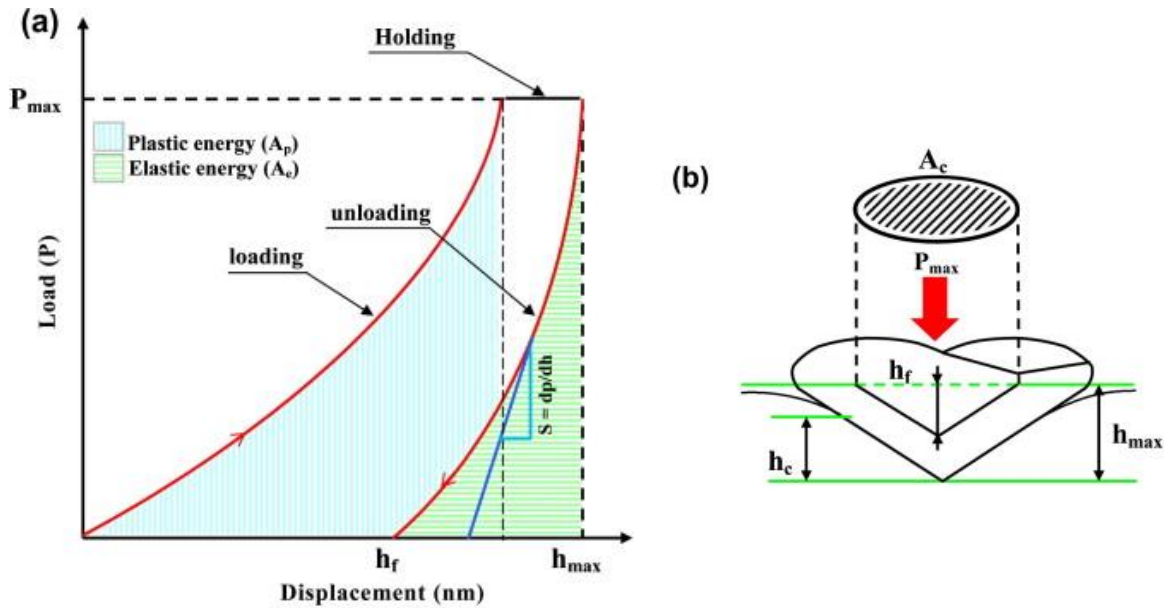 (a)
Holding
Pmax
Plastic energy (Ap)
Elastic energy (Ae)
unloading
loading
Load (P)
S = dp/dh
hf
hmax
Displacement (nm)
(b)
Ac
Pmax
hf
hc
hmax